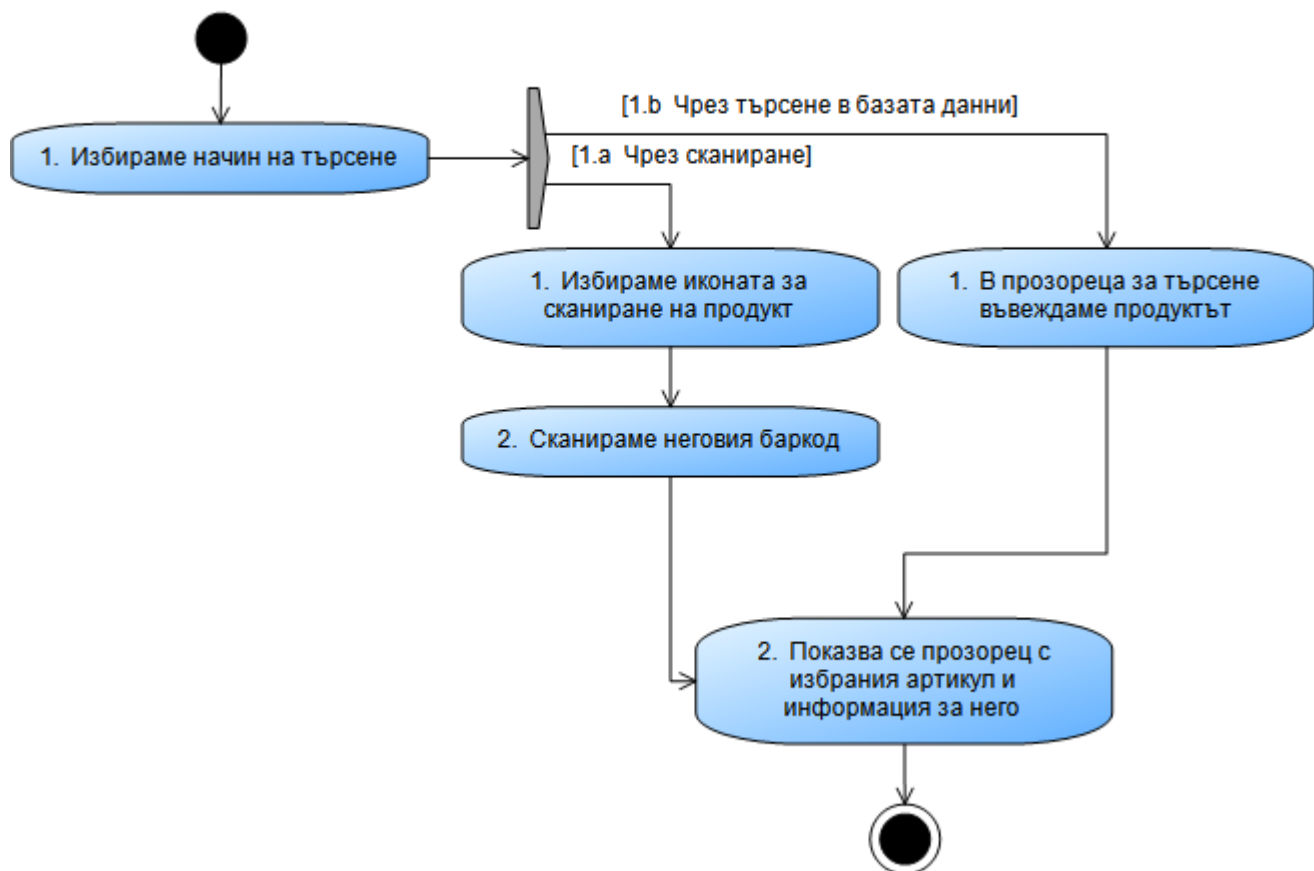 [1.b Чрез търсене в базата данни]
1. Избираме начин на търсене
[1.a Чрез сканиране]
1. Избираме иконата за
сканиране на продукт
1. В прозореца за търсене
въвеждаме продуктът
2. Сканираме неговия баркод
2. Показва се прозорец с
избрания артикул и
информация за него